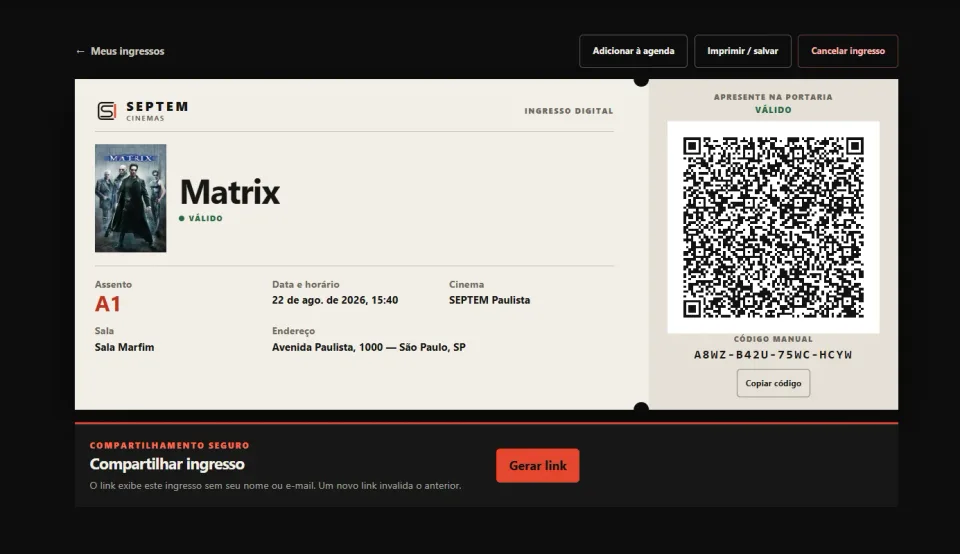 ← Meus ingressos
Adicionar à agenda
Imprimir / salvar
Cancelar ingresso
SEPTEM
CINEMAS
INGRESSO DIGITAL
MATRIX
Matrix
VÁLIDO
Assento
A1
Data e horário
22 de ago. de 2026, 15:40
Cinema
SEPTEM Paulista
Sala
Sala Marfim
Endereço
Avenida Paulista, 1000 — São Paulo, SP
APRESENTE NA PORTARIA
VÁLIDO
CÓDIGO MANUAL
A8WZ-B42U-75WC-HCYW
Copiar código
COMPARTILHAMENTO SEGURO
Compartilhar ingresso
O link exibe este ingresso sem seu nome ou e-mail. Um novo link invalida o anterior.
Gerar link